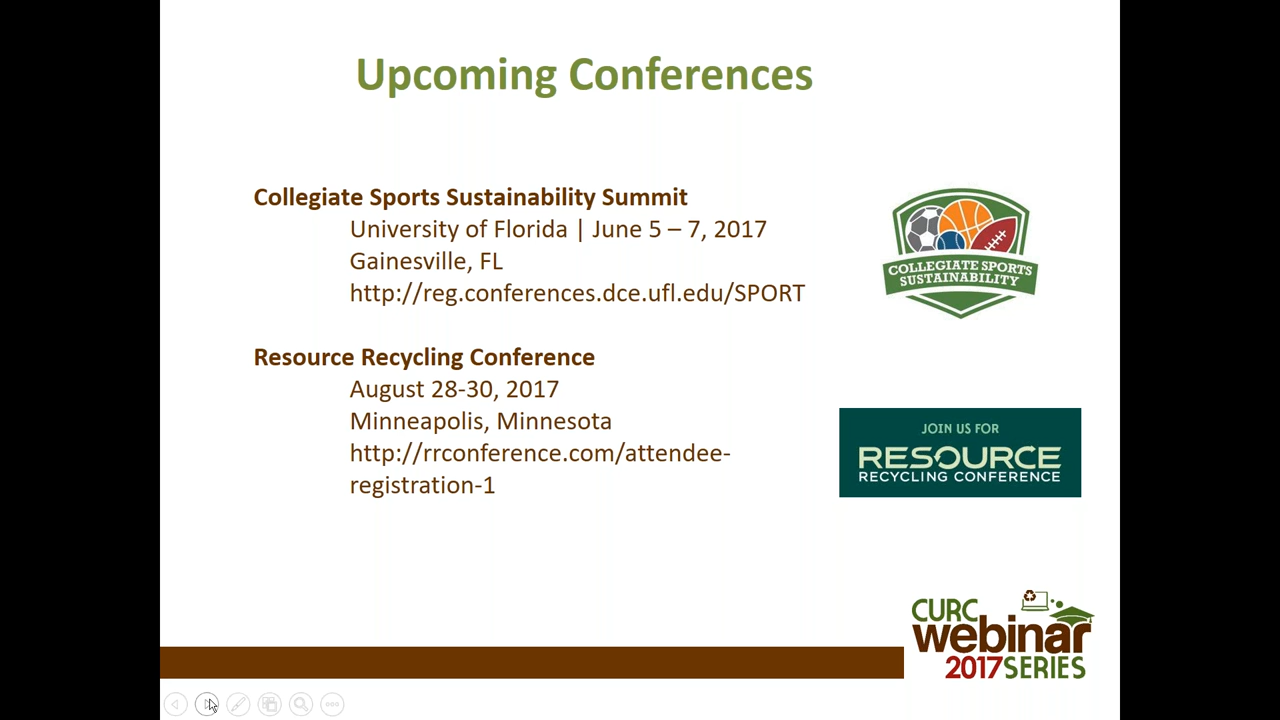 Upcoming Conferences
Collegiate Sports Sustainability Summit
University of Florida | June 5 – 7, 2017
Gainesville, FL
http://reg.conferences.dce.ufl.edu/SPORT
COLLEGIATE SPORTS
SUSTAINABILITY
Resource Recycling Conference
August 28-30, 2017
Minneapolis, Minnesota
http://rrconference.com/attendee-
registration-1
JOIN US FOR
RESOURCE
RECYCLING CONFERENCE
CURC
webinar
2017SERIES